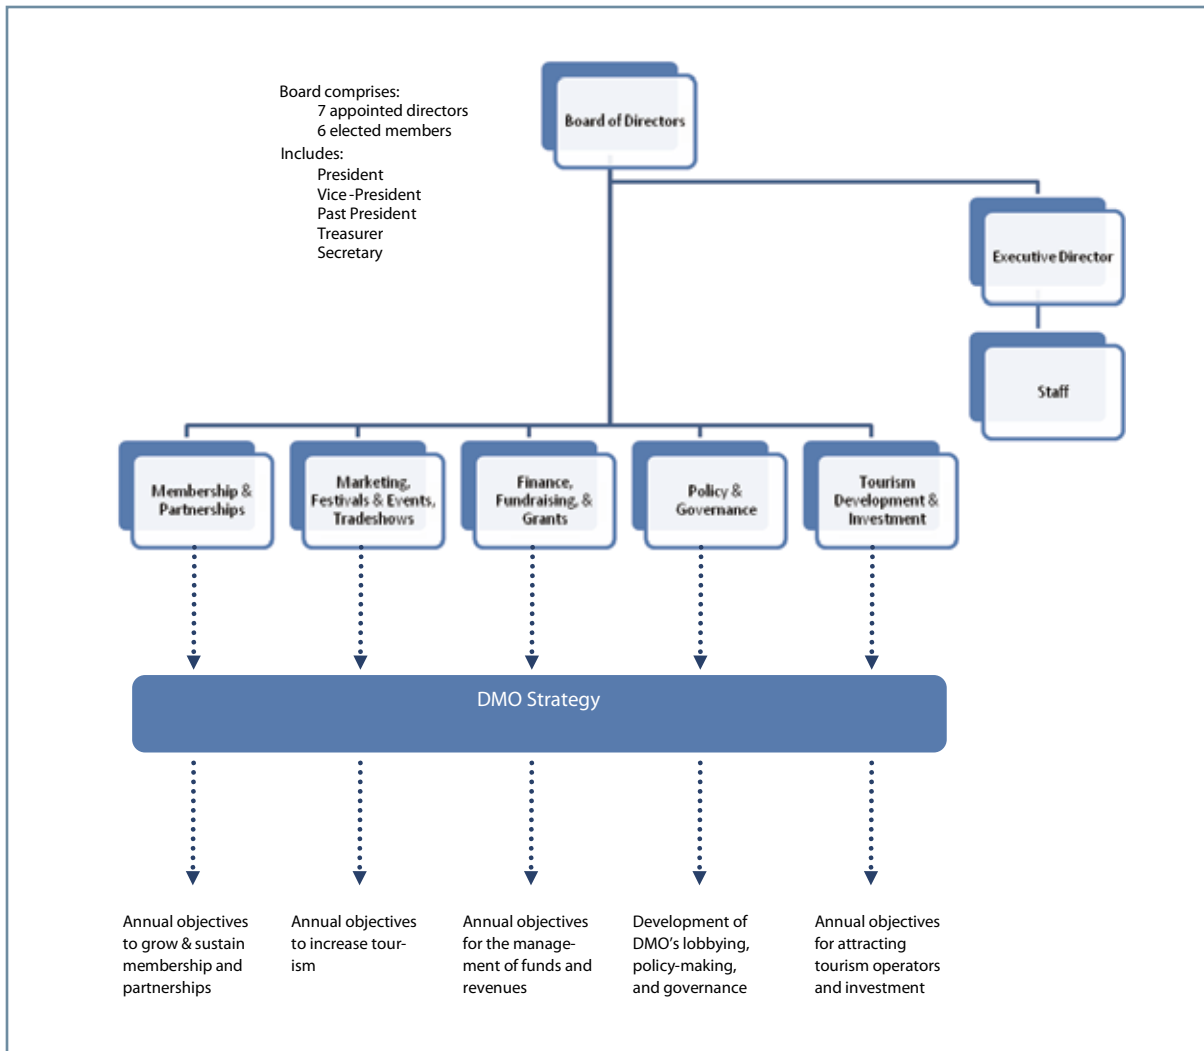 Board comprises:
7 appointed directors
6 elected members
Includes:
President
Vice-President
Past President
Treasurer
Secretary
Board of Directors
Executive Director
Staff
Membership &
Partnerships
Marketing,
Festivals & Events,
Tradeshows
Finance,
Fundraising, &
Grants
Policy &
Governance
Tourism
Development &
Investment
DMO Strategy
Annual objectives
to grow & sustain
membership and
partnerships
Annual objectives
to increase tour-
ism
Annual objectives
for the manage-
ment of funds and
revenues
Development of
DMO's lobbying,
policy-making,
and governance
Annual objectives
for attracting
tourism operators
and investment